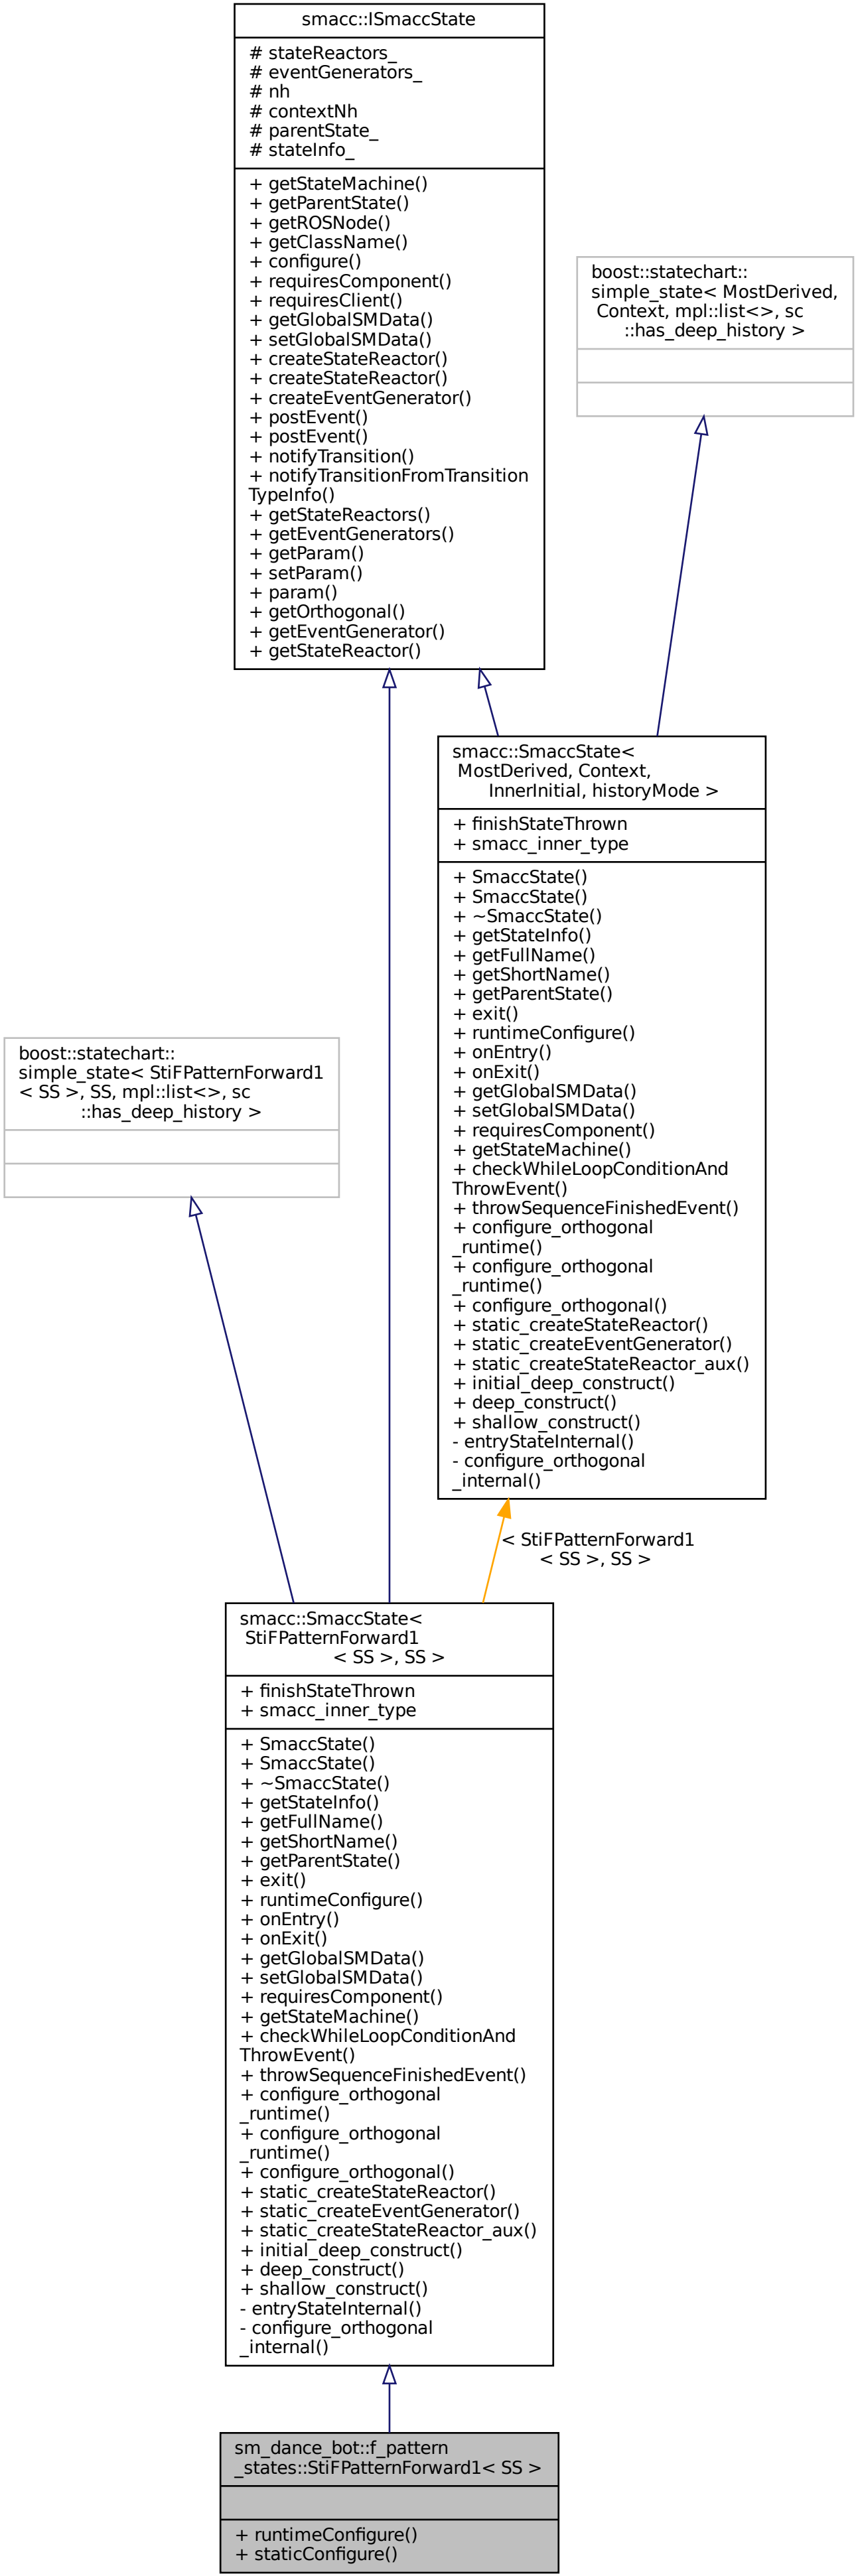 smacc::ISmaccState
# stateReactors_
# eventGenerators_
# nh
# contextNh
# parentState_
# stateInfo_
+ getStateMachine()
+ getParentState()
+ getROSNode()
+ getClassName()
+ configure()
+ requiresComponent()
+ requiresClient()
+ getGlobalSMData()
+ setGlobalSMData()
+ createStateReactor()
+ createStateReactor()
+ createEventGenerator()
+ postEvent()
+ postEvent()
+ notifyTransition()
+ notifyTransitionFromTransition
TypeInfo()
+ getStateReactors()
+ getEventGenerators()
+ getParam()
+ setParam()
+ param()
+ getOrthogonal()
+ getEventGenerator()
+ getStateReactor()
boost::statechart::
simple_state< MostDerived,
Context, mpl::list<>, sc
::has_deep_history >
smacc::SmaccState<
MostDerived, Context,
InnerInitial, historyMode >
+ finishStateThrown
+ smacc_inner_type
+ SmaccState()
+ SmaccState()
+ ~SmaccState()
+ getStateInfo()
+ getFullName()
+ getShortName()
+ getParentState()
+ exit()
+ runtimeConfigure()
+ onEntry()
+ onExit()
+ getGlobalSMData()
+ setGlobalSMData()
+ requiresComponent()
+ getStateMachine()
+ checkWhileLoopConditionAnd
ThrowEvent()
+ throwSequenceFinishedEvent()
+ configure_orthogonal
_runtime()
+ configure_orthogonal
_runtime()
+ configure_orthogonal()
+ static_createStateReactor()
+ static_createEventGenerator()
+ static_createStateReactor_aux()
+ initial_deep_construct()
+ deep_construct()
+ shallow_construct()
- entryStateInternal()
- configure_orthogonal
_internal()
boost::statechart::
simple_state< StiFPatternForward1
< SS >, SS, mpl::list<>, sc
::has_deep_history >
< StiFPatternForward1
< SS >, SS >
smacc::SmaccState<
StiFPatternForward1
< SS >, SS >
+ finishStateThrown
+ smacc_inner_type
+ SmaccState()
+ SmaccState()
+ ~SmaccState()
+ getStateInfo()
+ getFullName()
+ getShortName()
+ getParentState()
+ exit()
+ runtimeConfigure()
+ onEntry()
+ onExit()
+ getGlobalSMData()
+ setGlobalSMData()
+ requiresComponent()
+ getStateMachine()
+ checkWhileLoopConditionAnd
ThrowEvent()
+ throwSequenceFinishedEvent()
+ configure_orthogonal
_runtime()
+ configure_orthogonal
_runtime()
+ configure_orthogonal()
+ static_createStateReactor()
+ static_createEventGenerator()
+ static_createStateReactor_aux()
+ initial_deep_construct()
+ deep_construct()
+ shallow_construct()
- entryStateInternal()
- configure_orthogonal
_internal()
sm_dance_bot::f_pattern
_states::StiFPatternForward1< SS >
+ runtimeConfigure()
+ staticConfigure()